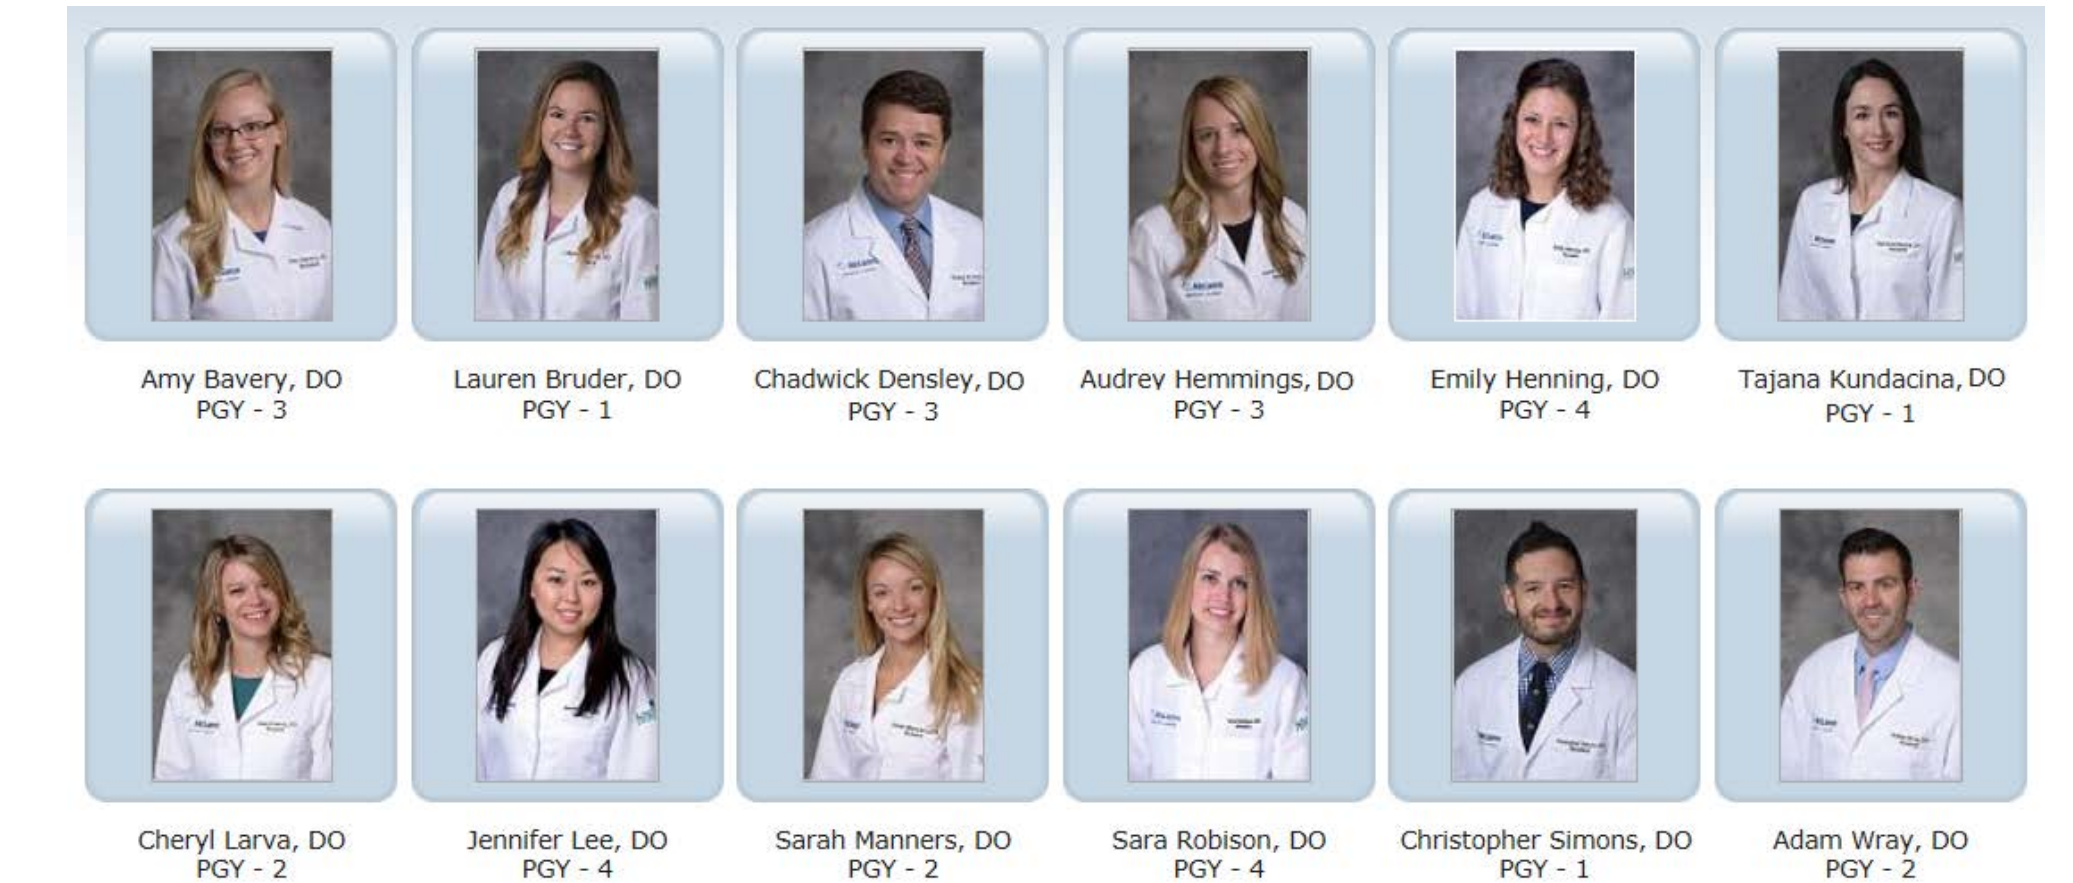 Amy Bavery, DO
PGY - 3
Lauren Bruder, DO
PGY - 1
Chadwick Densley, DO
PGY - 3
Audrey Hemmings, DO
PGY - 3
Emily Henning, DO
PGY - 4
Tajana Kundacina, DO
PGY - 1
Cheryl Larva, DO
PGY - 2
Jennifer Lee, DO
PGY - 4
Sarah Manners, DO
PGY - 2
Sara Robison, DO
PGY - 4
Christopher Simons, DO
PGY - 1
Adam Wray, DO
PGY - 2